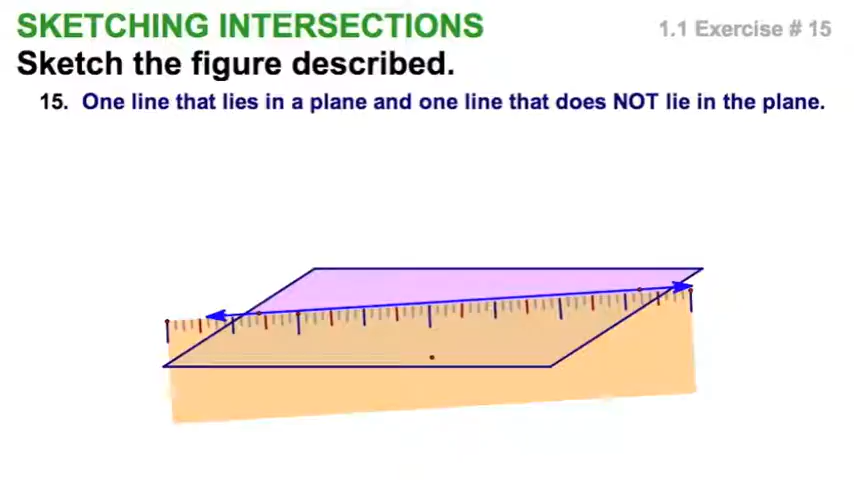 SKETCHING INTERSECTIONS
1.1 Exercise # 15
Sketch the figure described.
15. One line that lies in a plane and one line that does NOT lie in the plane.